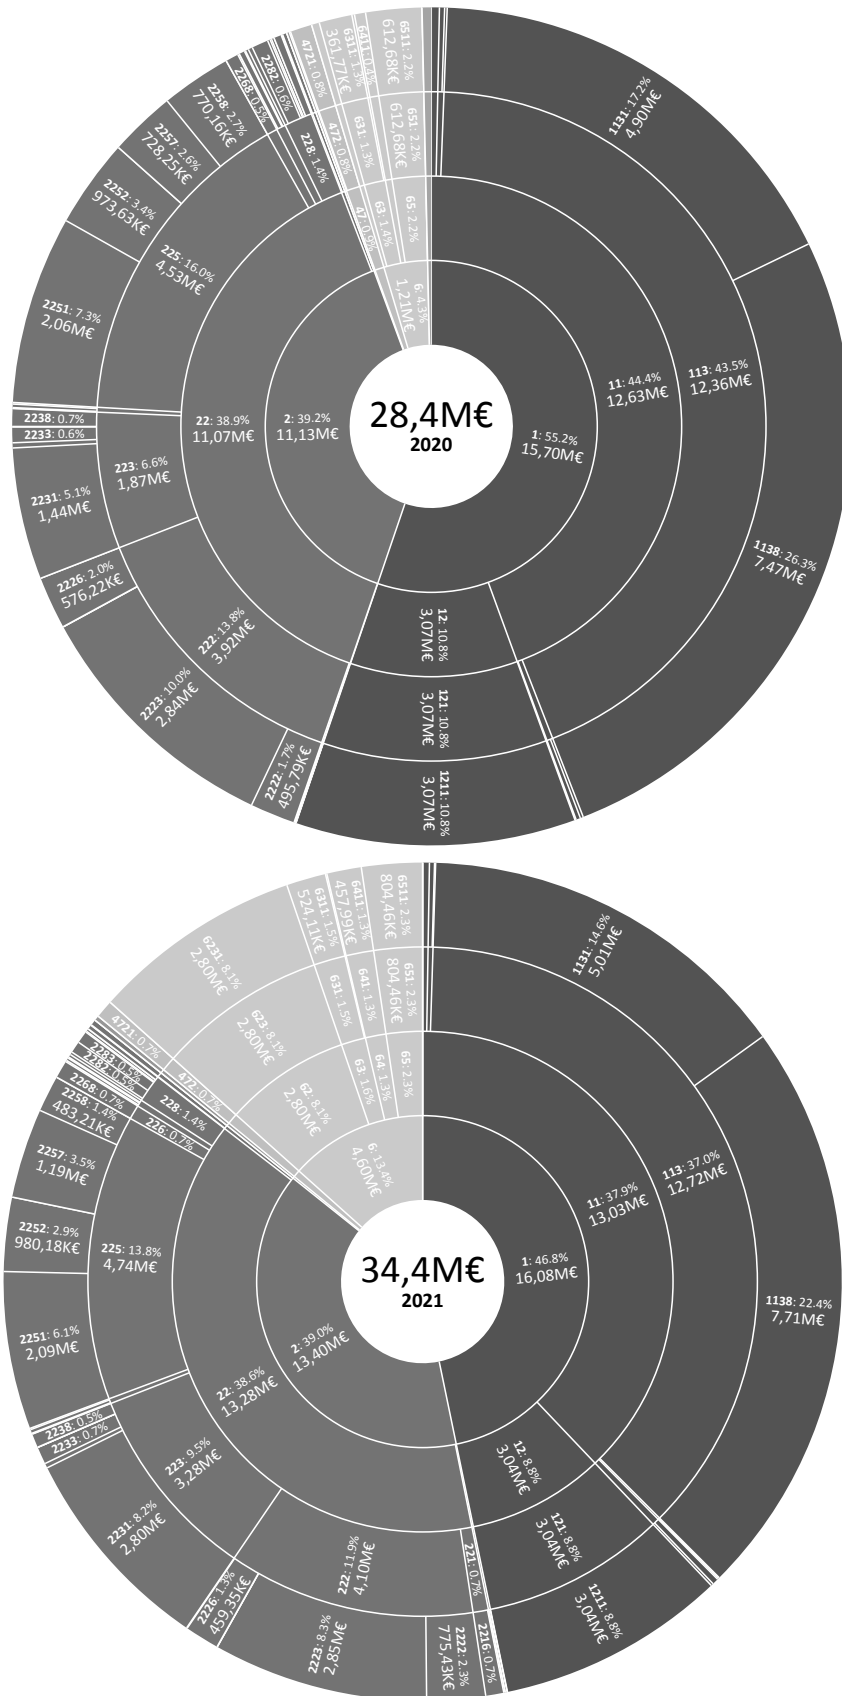 28,4M€
2020
1: 55.2%
15,70M€
11: 44.4%
12,63M€
113: 43.5%
12,36M€
1131: 17.2%
4,90M€
1138: 26.3%
7,47M€
12: 10.8%
3,07M€
121: 10.8%
3,07M€
1211: 10.8%
3,07M€
2: 39.2%
11,13M€
22: 38.9%
11,07M€
222: 13.8%
3,92M€
2222: 1.7%
495,79K€
2223: 10.0%
2,84M€
2226: 2.0%
576,22K€
223: 6.6%
1,87M€
2231: 5.1%
1,44M€
2233: 0.6%
2238: 0.7%
225: 16.0%
4,53M€
2251: 7.3%
2,06M€
2252: 3.4%
973,63K€
2257: 2.6%
728,25K€
2258: 2.7%
770,16K€
2268: 0.5%
228: 1.4%
2282: 0.6%
47: 0.9%
472: 0.8%
4721: 0.8%
6: 4.3%
1,21M€
63: 1.4%
631: 1.3%
6311: 1.3%
361,77K€
6411: 0.4%
65: 2.2%
651: 2.2%
612,68K€
6511: 2.2%
612,68K€
34,4M€
2021
1: 46.8%
16,08M€
11: 37.9%
13,03M€
113: 37.0%
12,72M€
1131: 14.6%
5,01M€
1138: 22.4%
7,71M€
12: 8.8%
3,04M€
121: 8.8%
3,04M€
1211: 8.8%
3,04M€
2: 39.0%
13,40M€
22: 38.6%
13,28M€
221: 0.7%
2216: 0.7%
222: 11.9%
4,10M€
2222: 2.3%
775,43K€
2223: 8.3%
2,85M€
2226: 1.3%
459,35K€
223: 9.5%
3,28M€
2231: 8.2%
2,80M€
2233: 0.7%
2238: 0.5%
225: 13.8%
4,74M€
2251: 6.1%
2,09M€
2252: 2.9%
980,18K€
2257: 3.5%
1,19M€
2258: 1.4%
483,21K€
226: 0.7%
2268: 0.7%
228: 1.4%
2282: 0.5%
2283: 0.5%
472: 0.7%
4721: 0.7%
6: 13.4%
4,60M€
62: 8.1%
2,80M€
623: 8.1%
2,80M€
6231: 8.1%
2,80M€
63: 1.6%
631: 1.5%
6311: 1.5%
524,11K€
64: 1.3%
641: 1.3%
6411: 1.3%
457,99K€
65: 2.3%
651: 2.3%
804,46K€
6511: 2.3%
804,46K€